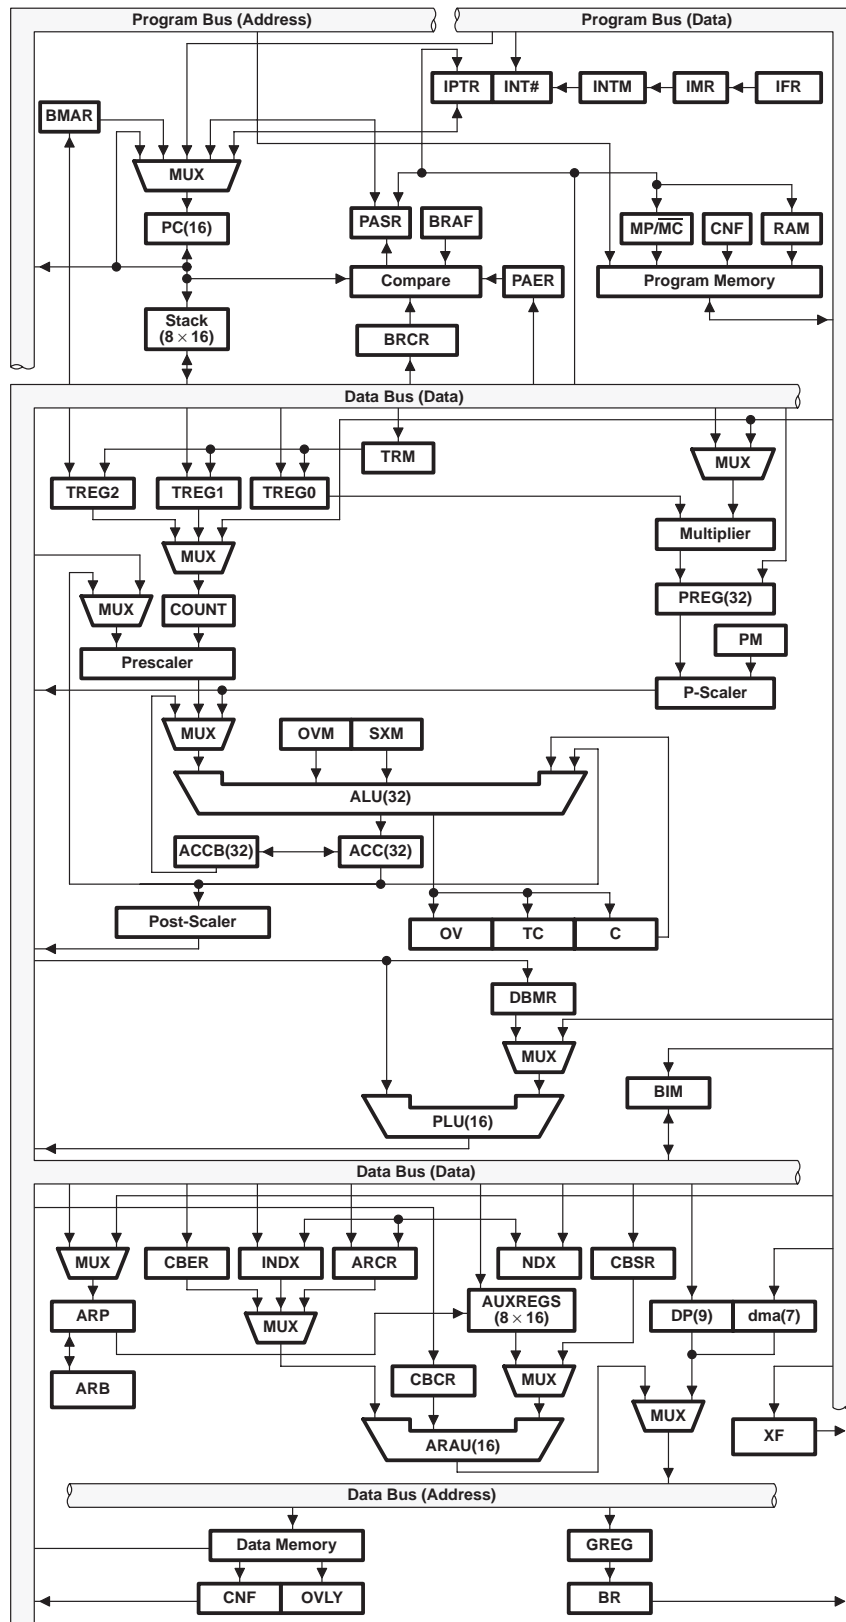 Program Bus (Address)
Program Bus (Data)
IPTR
INT#
INTM
IMR
IFR
BMAR
MUX
PC(16)
PASR
BRAF
MP/M̅C̅
CNF
RAM
Compare
PAER
Program Memory
Stack
(8 × 16)
BRCR
Data Bus (Data)
TRM
MUX
TREG2
TREG1
TREG0
MUX
Multiplier
MUX
COUNT
PREG(32)
PM
Prescaler
P-Scaler
MUX
OVM
SXM
ALU(32)
ACCB(32)
ACC(32)
Post-Scaler
OV
TC
C
DBMR
MUX
BIM
PLU(16)
Data Bus (Data)
MUX
CBER
INDX
ARCR
NDX
CBSR
ARP
MUX
AUXREGS
(8 × 16)
DP(9)
dma(7)
ARB
CBCR
MUX
MUX
XF
ARAU(16)
Data Bus (Address)
Data Memory
GREG
CNF
OVLY
BR